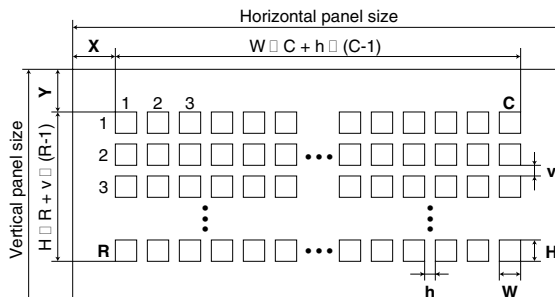 Horizontal panel size
X
W □ C + h □ (C-1)
Vertical panel size
Y
H □ R + v □ (R-1)
1 2 3 C
1
2
3
R
v
H
h
W